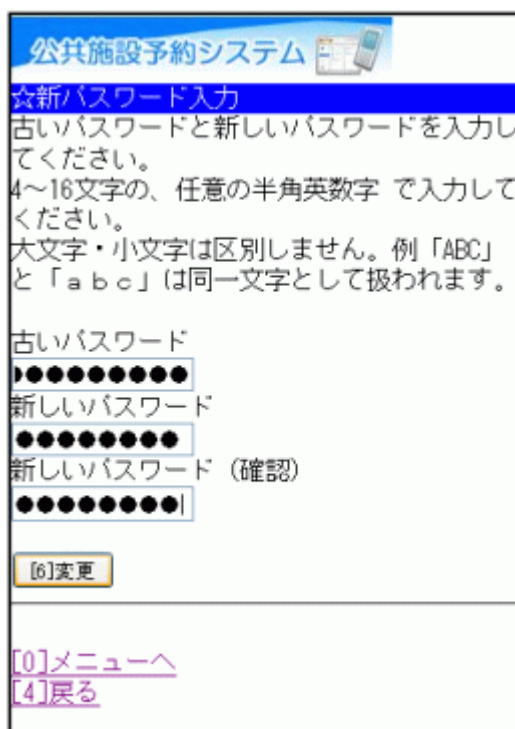 公共施設予約システム
☆新パスワード入力
古いパスワードと新しいパスワードを入力し
てください。
4～16文字の、任意の半角英数字 で入力して
ください。
大文字・小文字は区別しません。例「ABC」
と「ａｂｃ」は同一文字として扱われます。
古いパスワード
●●●●●●●●●
新しいパスワード
●●●●●●●●
新しいパスワード（確認）
●●●●●●●●
[6]変更
[0]メニューへ
[4]戻る